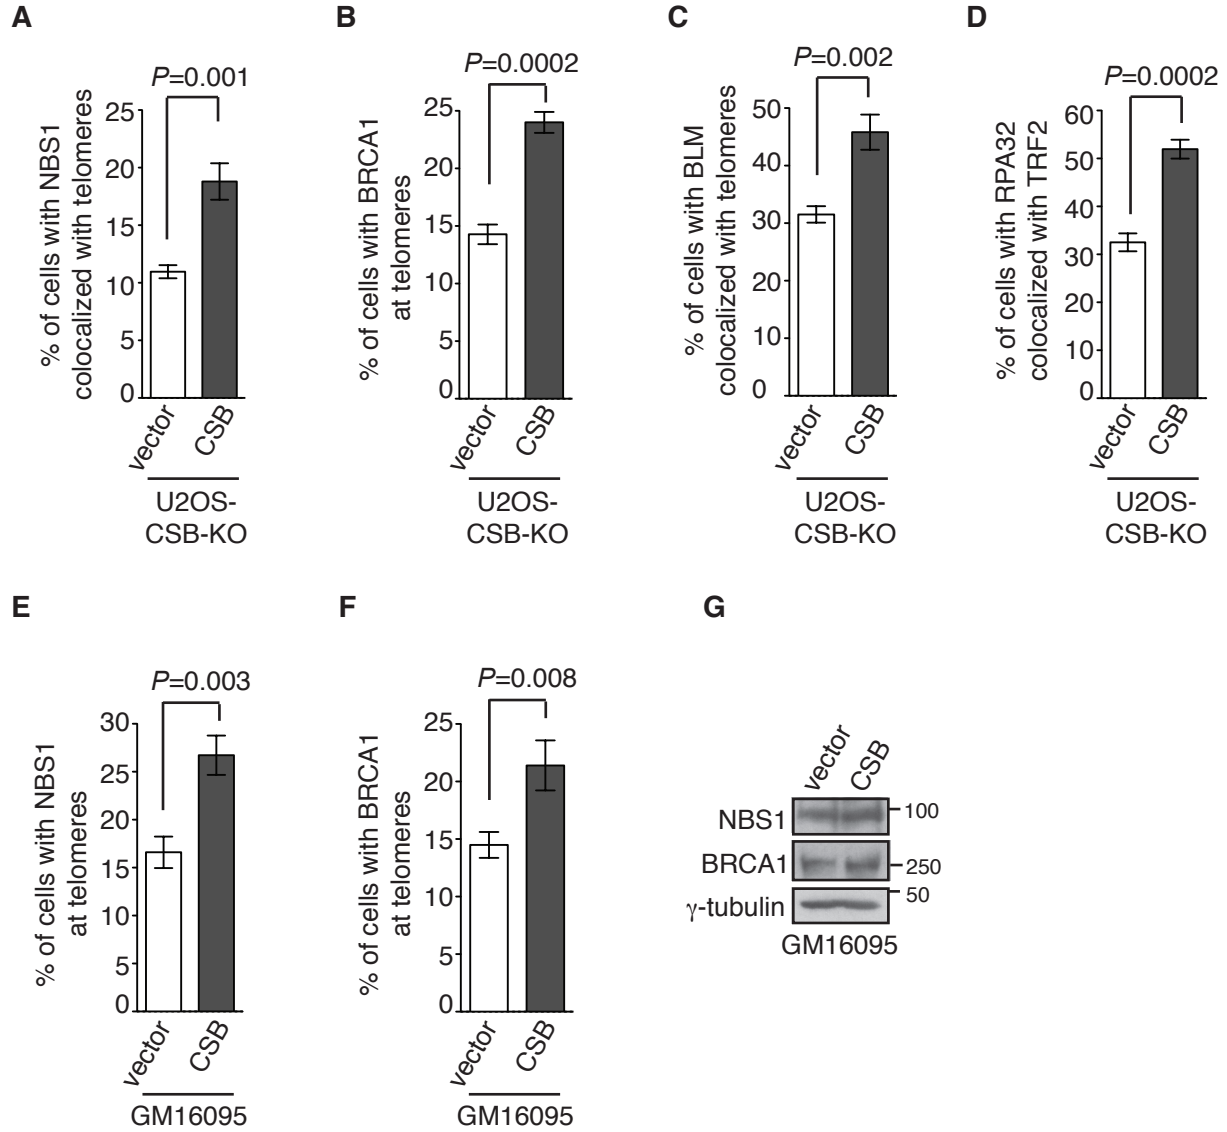 A
P=0.001
% of cells with NBS1
colocalized with telomeres
25
20
15
10
5
0
vector
CSB
U2OS-
CSB-KO
B
P=0.0002
% of cells with BRCA1
at telomeres
25
20
15
10
5
0
vector
CSB
U2OS-
CSB-KO
C
P=0.002
% of cells with BLM
colocalized with telomeres
50
40
30
20
10
0
vector
CSB
U2OS-
CSB-KO
D
P=0.0002
% of cells with RPA32
colocalized with TRF2
60
50
40
30
20
10
0
vector
CSB
U2OS-
CSB-KO
E
P=0.003
% of cells with NBS1
at telomeres
30
25
20
15
10
5
0
vector
CSB
GM16095
F
P=0.008
% of cells with BRCA1
at telomeres
25
20
15
10
5
0
vector
CSB
GM16095
G
vector
CSB
NBS1
100
BRCA1
250
50
γ-tubulin
GM16095